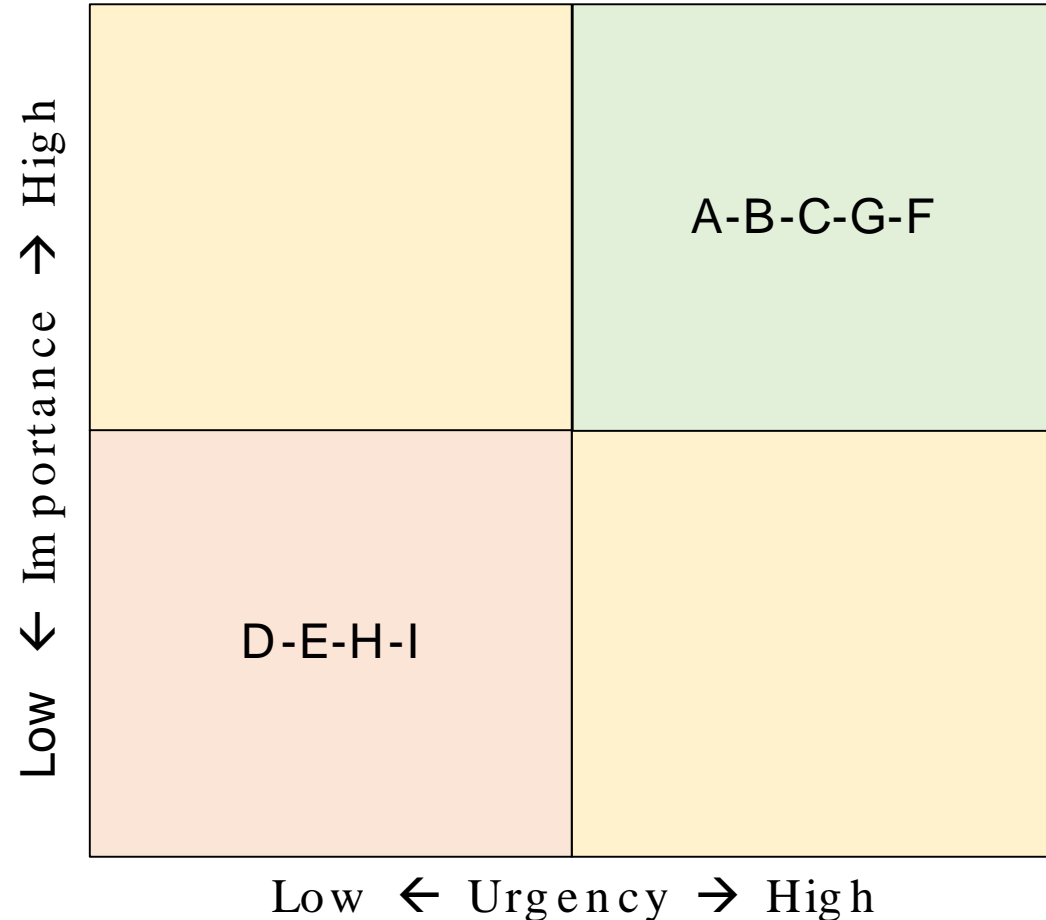 Low ← Importance → High
A-B-C-G-F
D-E-H-I
Low ← Urgency → High